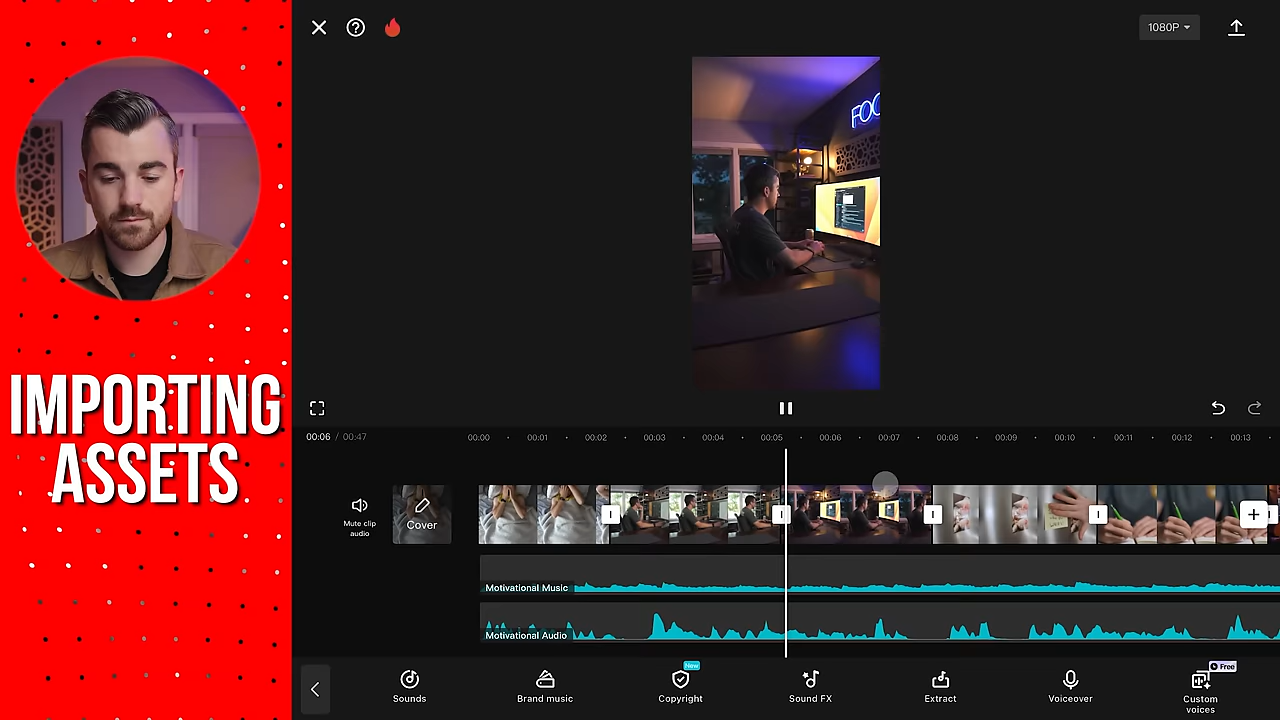 1080P
FOC
IMPORTING
ASSETS
00:06 / 00:47
00:00
00:01
00:02
00:03
00:04
00:05
00:06
00:07
00:08
00:09
00:10
00:11
00:12
00:13
Mute clip
audio
Cover
Motivational Music
Motivational Audio
Sounds
Brand music
New
Copyright
Sound FX
Extract
Voiceover
Free
Custom
voices